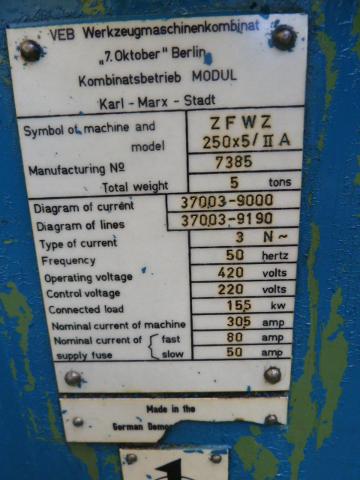 VEB Werkzeugmaschinenkombinat
„7. Oktober" Berlin
Kombinatsbetrieb MODUL
Karl - Marx - Stadt
Symbol of machine and model ZFWZ
250x5/II A
Manufacturing No 7385
Total weight 5 tons
Diagram of current 37003-9000
Diagram of lines 37003-9190
Type of current 3 N~
Frequency 50 hertz
Operating voltage 420 volts
Control voltage 220 volts
Connected load 155 kw
Nominal current of machine 305 amp
Nominal current of supply fuse { fast 80 amp
slow 50 amp
Made in the
German
1